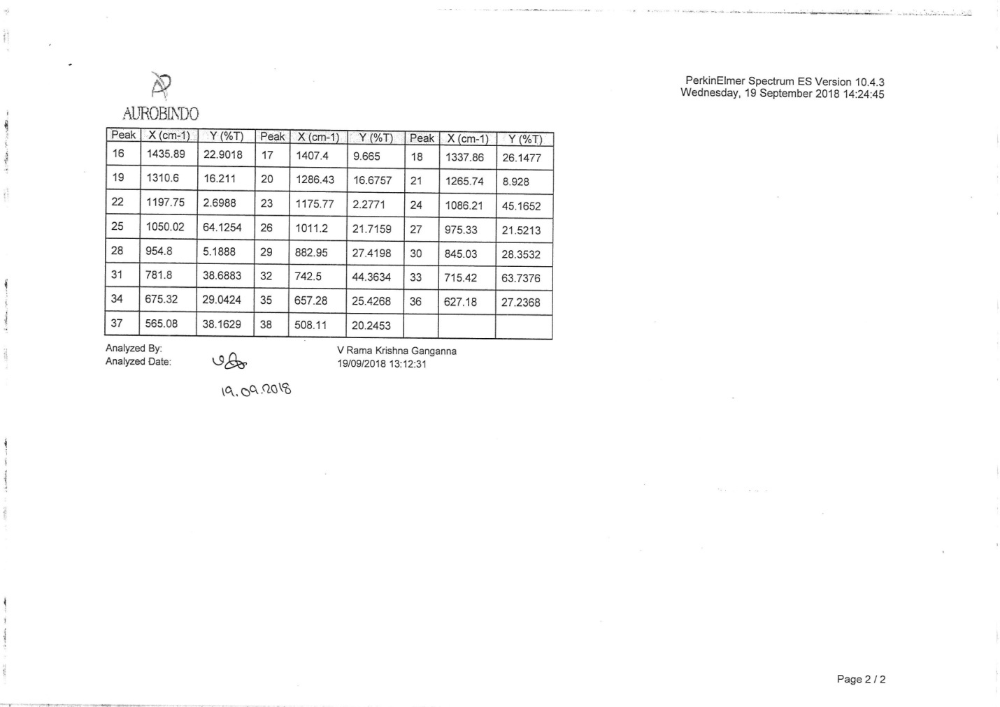 PerkinElmer Spectrum ES Version 10.4.3
Wednesday, 19 September 2018 14:24:45
AUROBINDO
Peak X (cm-1) Y (%T) Peak X (cm-1) Y (%T) Peak X (cm-1) Y (%T)
16 1435.89 22.9018 17 1407.4 9.665 18 1337.86 26.1477
19 1310.6 16.211 20 1286.43 16.6757 21 1265.74 8.928
22 1197.75 2.6988 23 1175.77 2.2771 24 1086.21 45.1652
25 1050.02 64.1254 26 1011.2 21.7159 27 975.33 21.5213
28 954.8 5.1888 29 882.95 27.4198 30 845.03 28.3532
31 781.8 38.6883 32 742.5 44.3634 33 715.42 63.7376
34 675.32 29.0424 35 657.28 25.4268 36 627.18 27.2368
37 565.08 38.1629 38 508.11 20.2453
Analyzed By: V Rama Krishna Ganganna
Analyzed Date: 19/09/2018 13:12:31
19.09.2018
Page 2 / 2